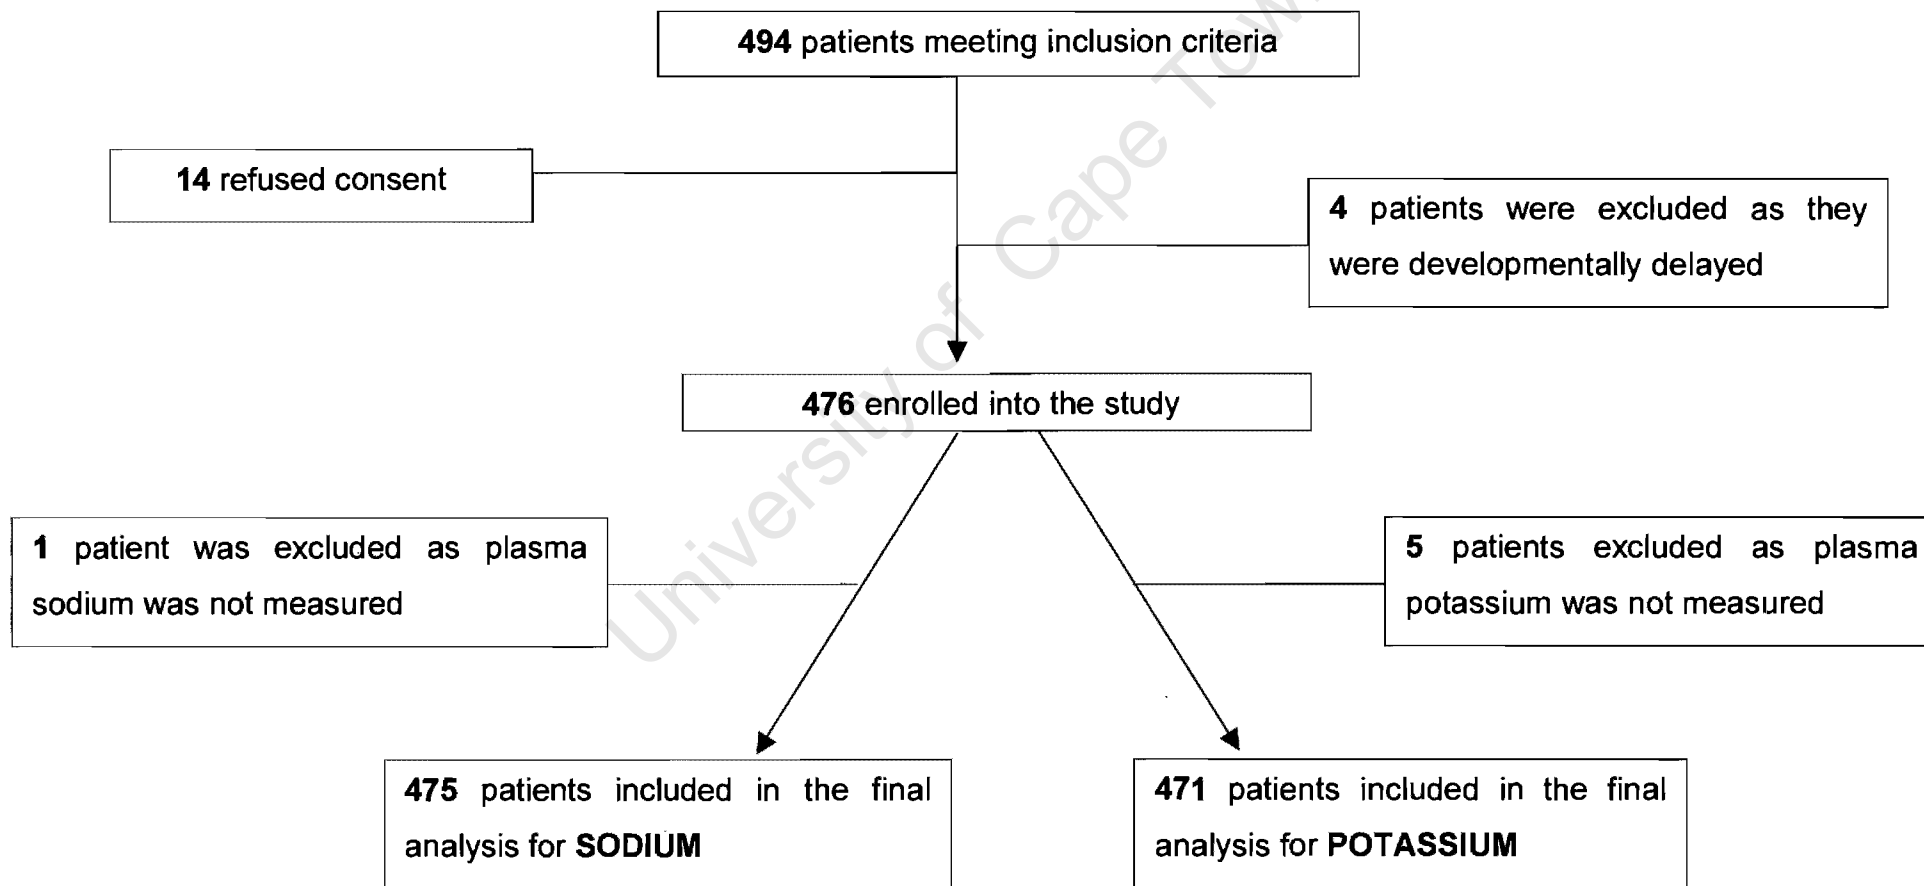 494 patients meeting inclusion criteria
14 refused consent
4 patients were excluded as they
were developmentally delayed
476 enrolled into the study
1 patient was excluded as plasma
sodium was not measured
5 patients excluded as plasma
potassium was not measured
475 patients included in the final
analysis for SODIUM
471 patients included in the final
analysis for POTASSIUM
University of Cape Town